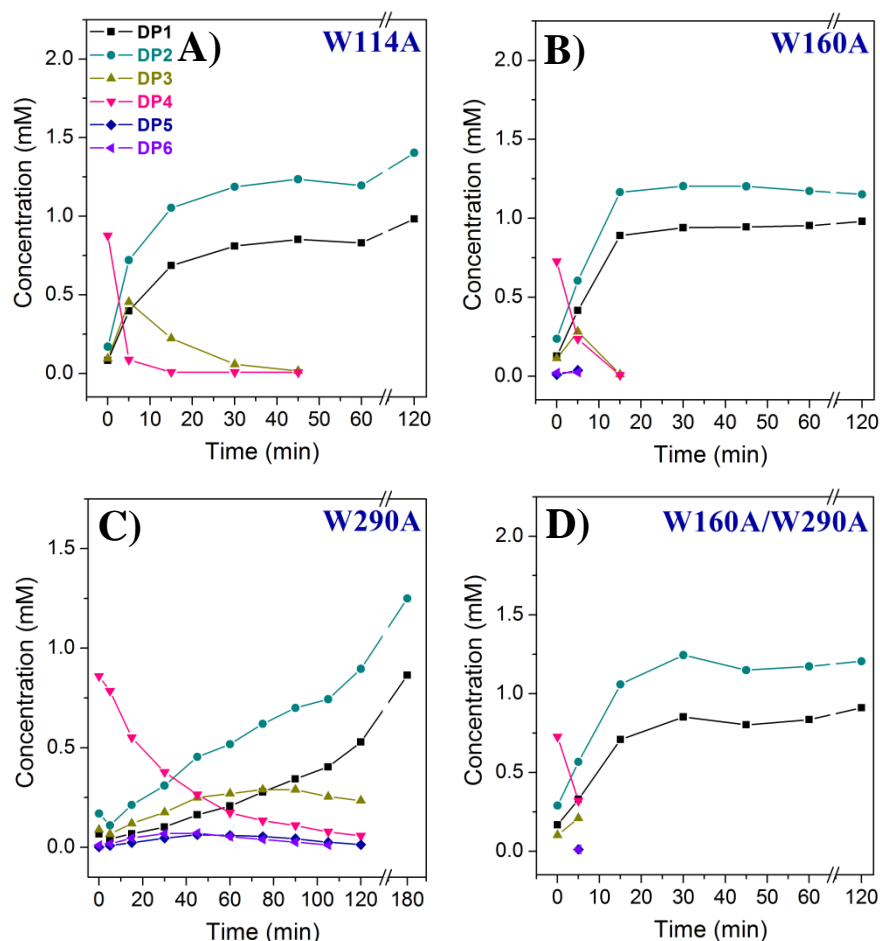 A)
W114A
DP1
DP2
DP3
DP4
DP5
DP6
Concentration (mM)
2.0
1.5
1.0
0.5
0.0
0 10 20 30 40 50 60 120
Time (min)
B)
W160A
Concentration (mM)
2.0
1.5
1.0
0.5
0.0
0 10 20 30 40 50 60 120
Time (min)
C)
W290A
Concentration (mM)
1.5
1.0
0.5
0.0
0 20 40 60 80 100 120 180
Time (min)
D)
W160A/W290A
Concentration (mM)
2.0
1.5
1.0
0.5
0.0
0 10 20 30 40 50 60 120
Time (min)